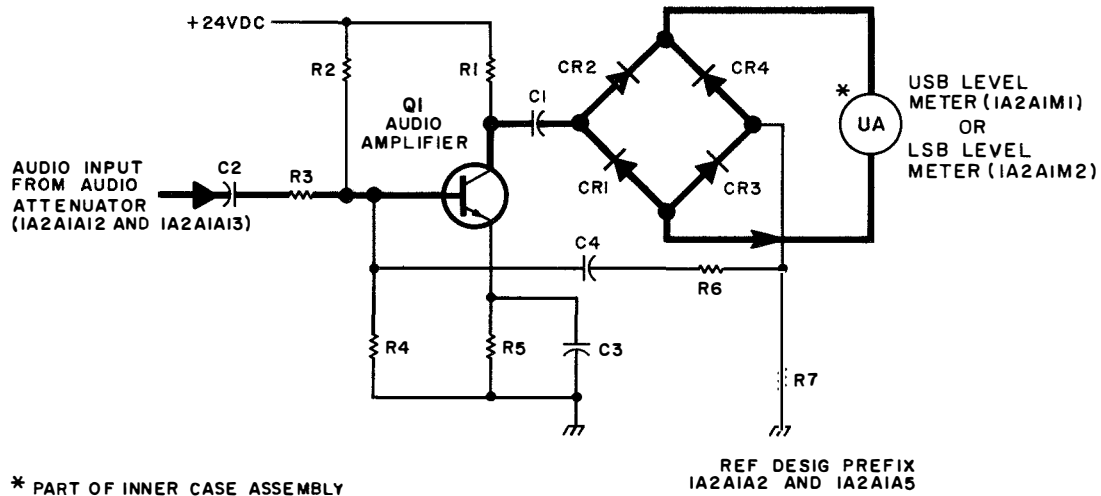 +24VDC
R2
R1
C1
CR2
CR4
Q1
AUDIO
AMPLIFIER
*
UA
USB LEVEL
METER (1A2A1M1)
OR
LSB LEVEL
METER (1A2A1M2)
AUDIO INPUT
FROM AUDIO
ATTENUATOR
(1A2A1A12 AND 1A2A1A13)
C2
R3
CR1
CR3
C4
R6
R4
R5
C3
R7
* PART OF INNER CASE ASSEMBLY
REF DESIG PREFIX
1A2A1A2 AND 1A2A1A5